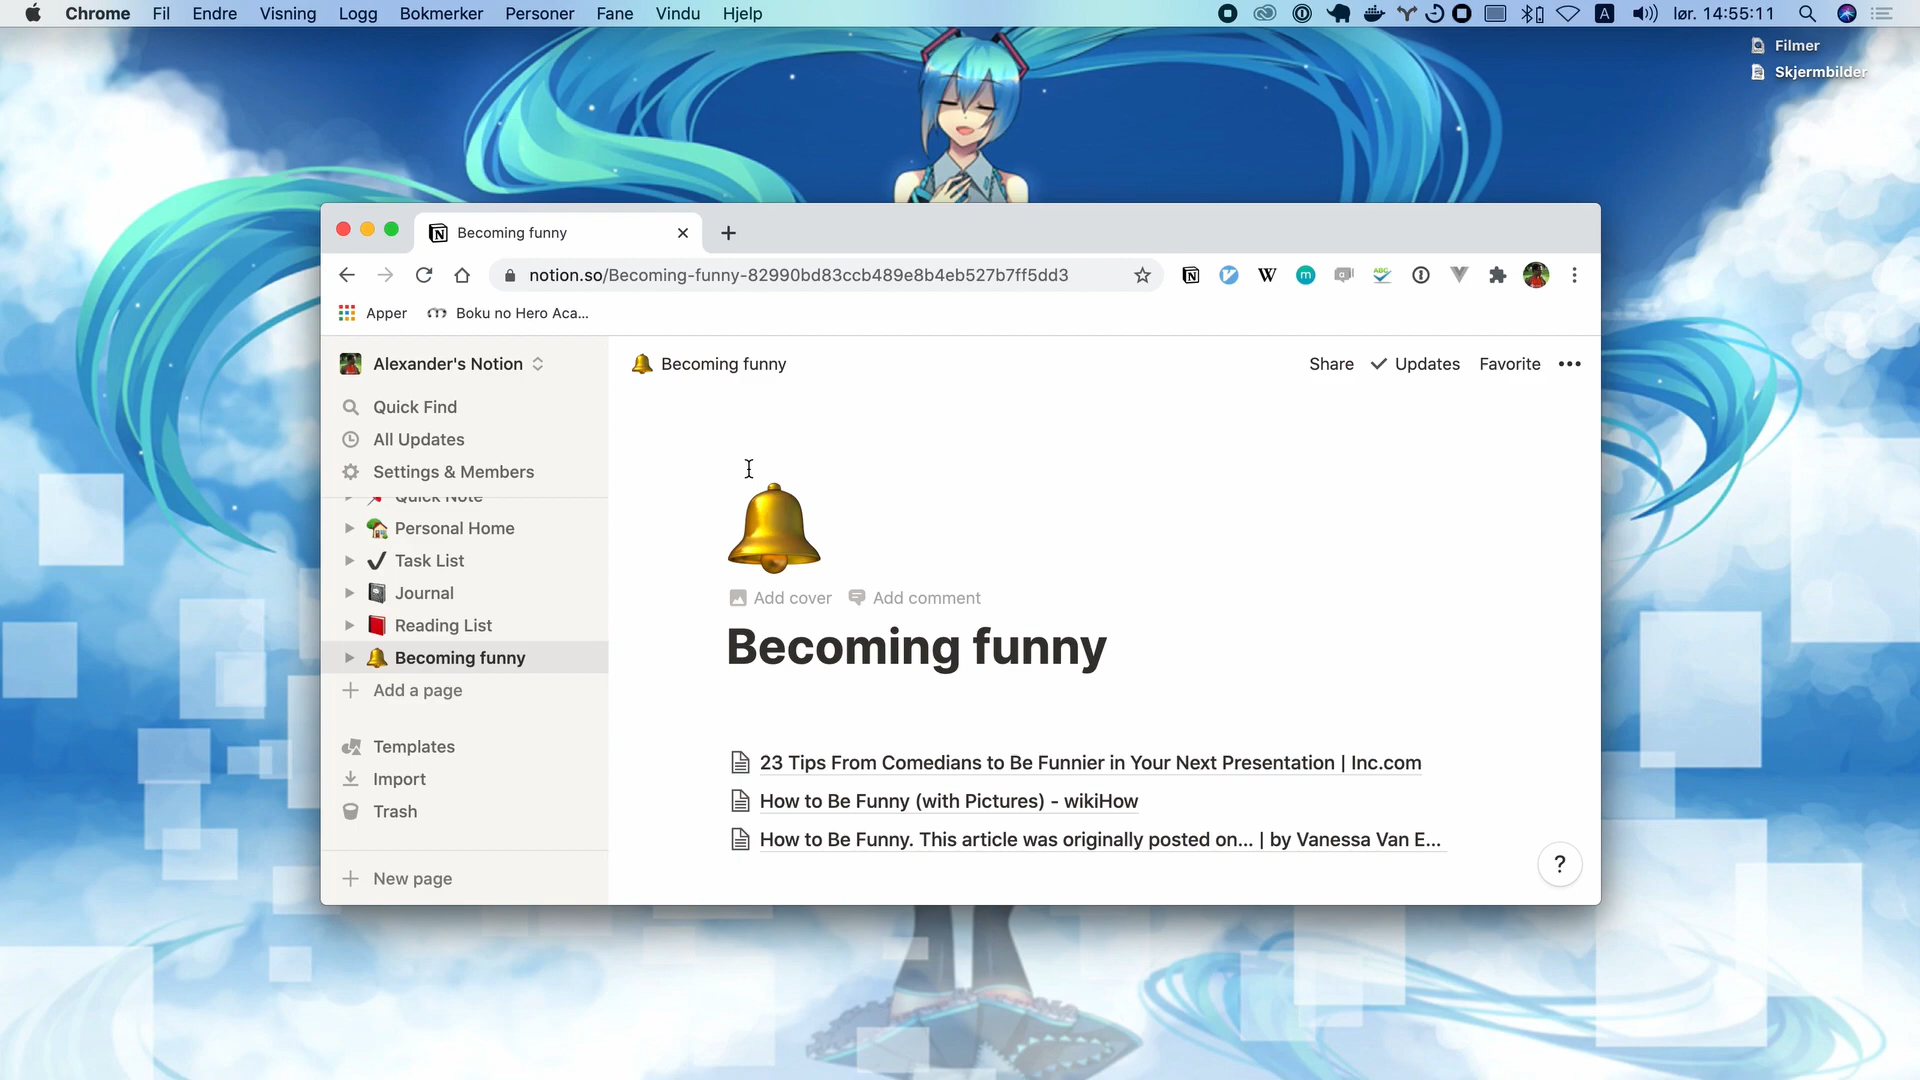 Chrome Fil Endre Visning Logg Bokmerker Personer Fane Vindu Hjelp A lør. 14:55:11
Filmer
Skjermbilder
Becoming funny
notion.so/Becoming-funny-82990bd83ccb489e8b4eb527b7ff5dd3
Apper Boku no Hero Aca...
Alexander's Notion
Becoming funny
Share Updates Favorite
Quick Find
All Updates
Settings & Members
Quick Note
Personal Home
Task List
Journal
Reading List
Becoming funny
Add a page
Templates
Import
Trash
New page
Add cover Add comment
Becoming funny
23 Tips From Comedians to Be Funnier in Your Next Presentation | Inc.com
How to Be Funny (with Pictures) - wikiHow
How to Be Funny. This article was originally posted on... | by Vanessa Van E...
?